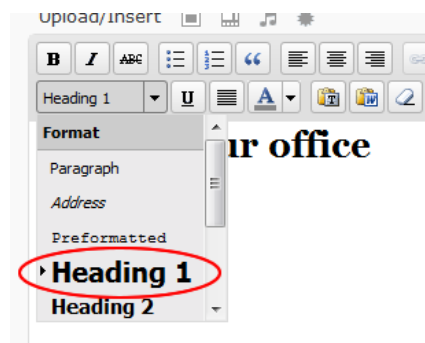 Upload/Insert
B I ABC
Heading 1 U A T W
Format
ur office
Paragraph
Address
Preformatted
Heading 1
Heading 2